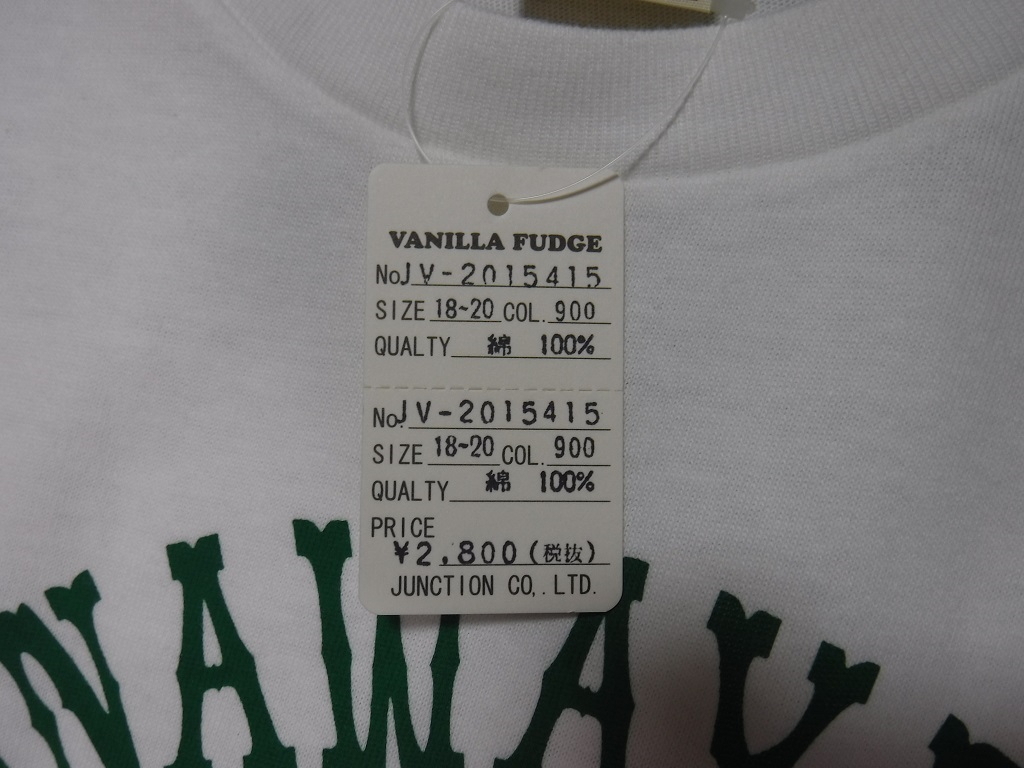 VANILLA FUDGE
No. JV-2015415
SIZE 18~20 COL. 900
QUALTY 綿 100%
No. JV-2015415
SIZE 18~20 COL. 900
QUALTY 綿 100%
PRICE
¥2.800(税抜)
JUNCTION CO,.LTD.
NAWAY